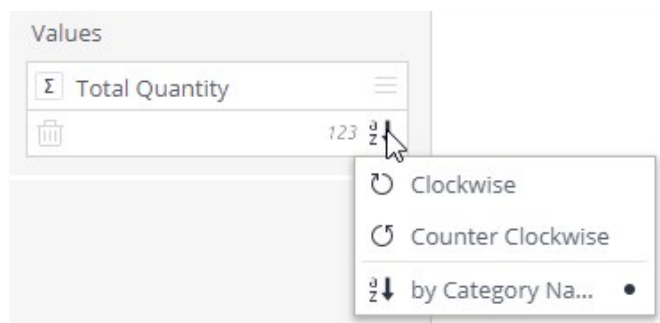 Values
Σ Total Quantity
123
Clockwise
Counter Clockwise
by Category Na...